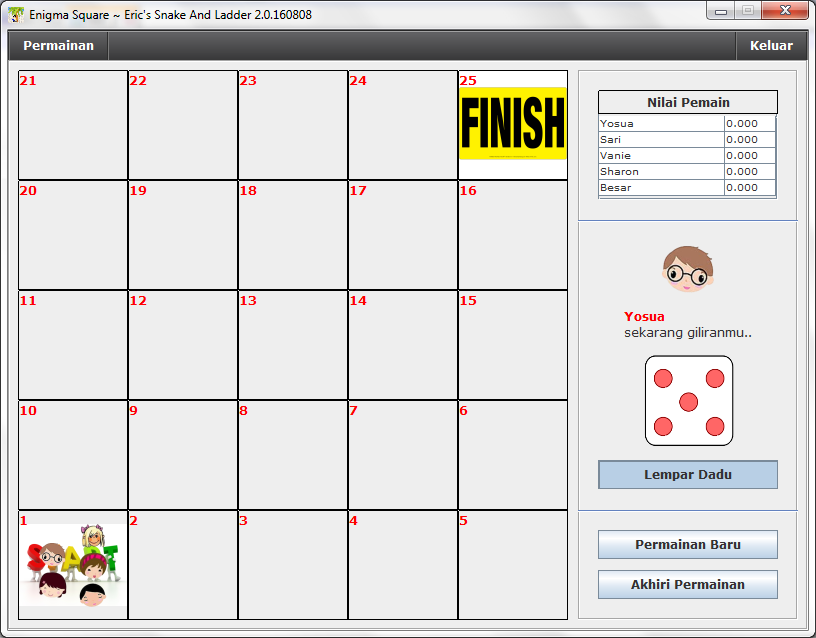 Enigma Square ~ Eric's Snake And Ladder 2.0.160808
Permainan Keluar
21 22 23 24 25
FINISH
20 19 18 17 16
11 12 13 14 15
10 9 8 7 6
1 2 3 4 5
START
Nilai Pemain
Yosua 0.000
Sari 0.000
Vanie 0.000
Sharon 0.000
Besar 0.000
Yosua
sekarang giliranmu..
Lempar Dadu
Permainan Baru
Akhiri Permainan